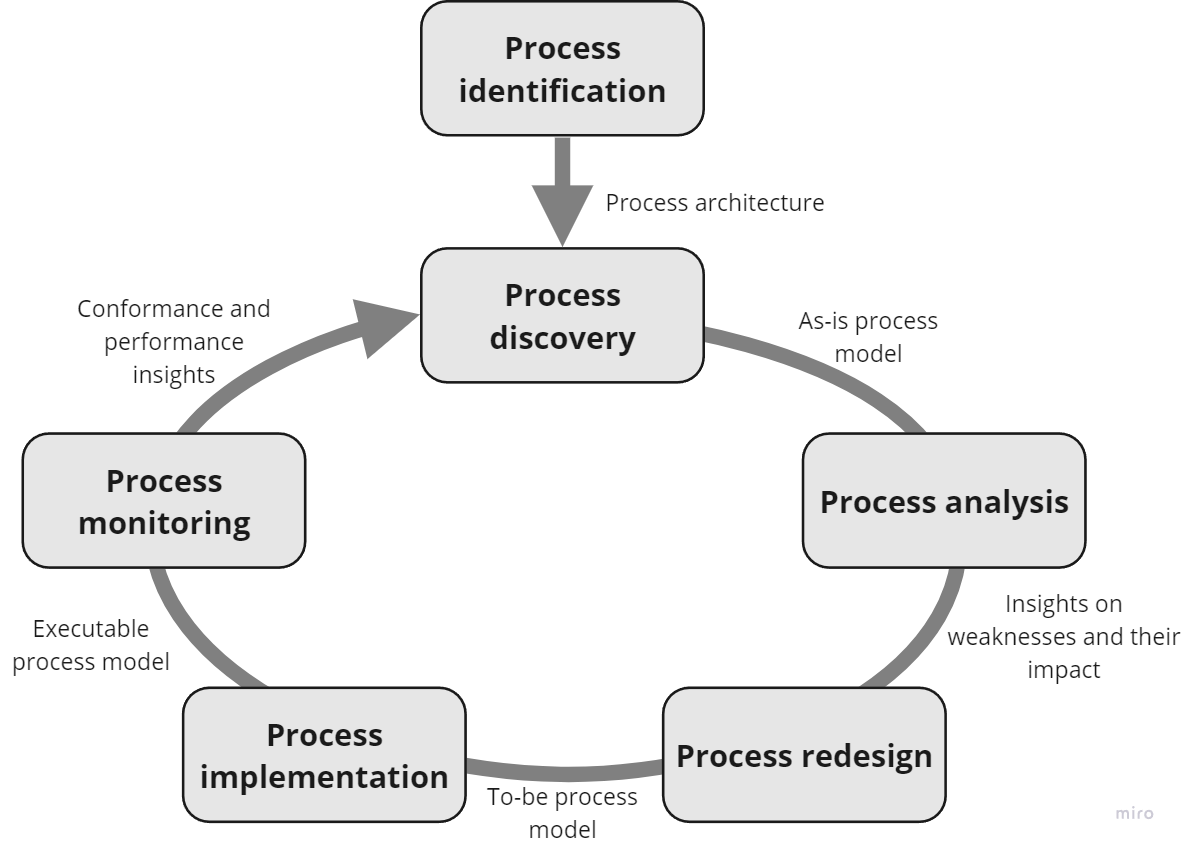 Process
identification
Process architecture
Process
discovery
Conformance and
performance
insights
As-is process
model
Process
monitoring
Process analysis
Executable
process model
Insights on
weaknesses and their
impact
Process
implementation
Process redesign
To-be process
model
miro